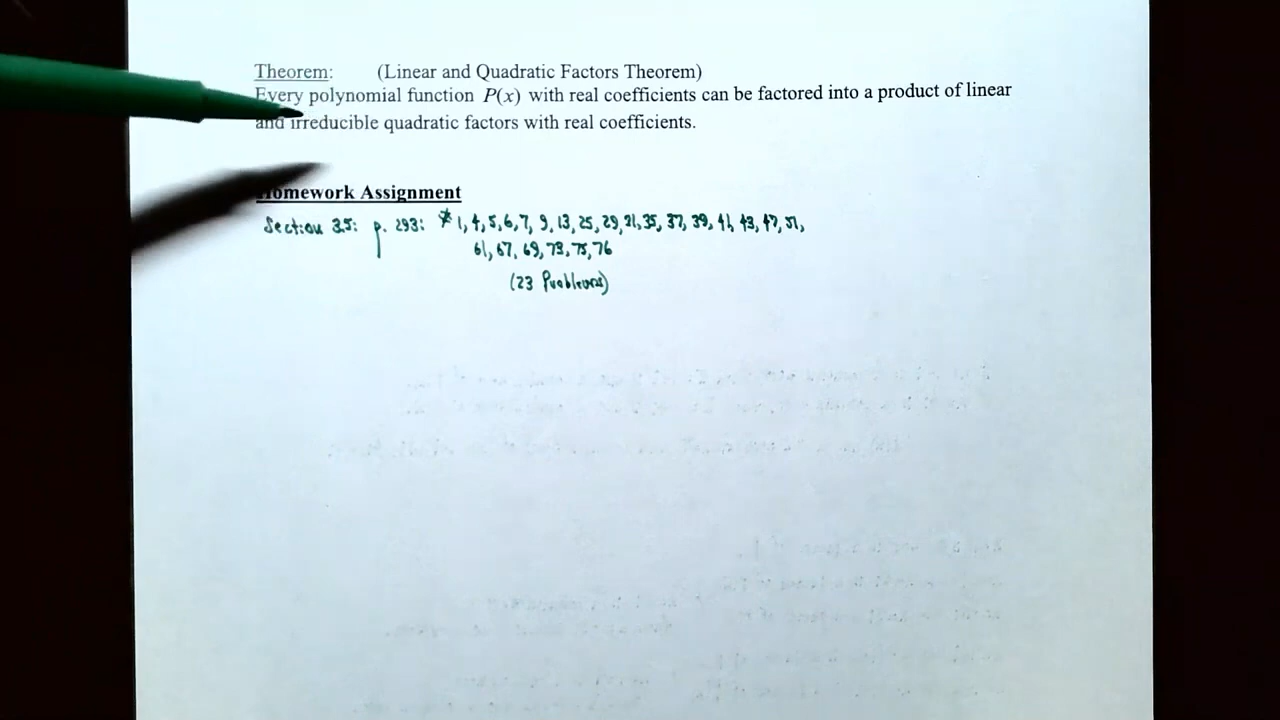 Theorem: (Linear and Quadratic Factors Theorem)
Every polynomial function P(x) with real coefficients can be factored into a product of linear
and irreducible quadratic factors with real coefficients.
Homework Assignment
Section 3.5: p. 293: # 1, 4, 5, 6, 7, 9, 13, 25, 29, 31, 35, 37, 39, 41, 43, 47, 51,
61, 67, 69, 73, 75, 76
(23 Problems)